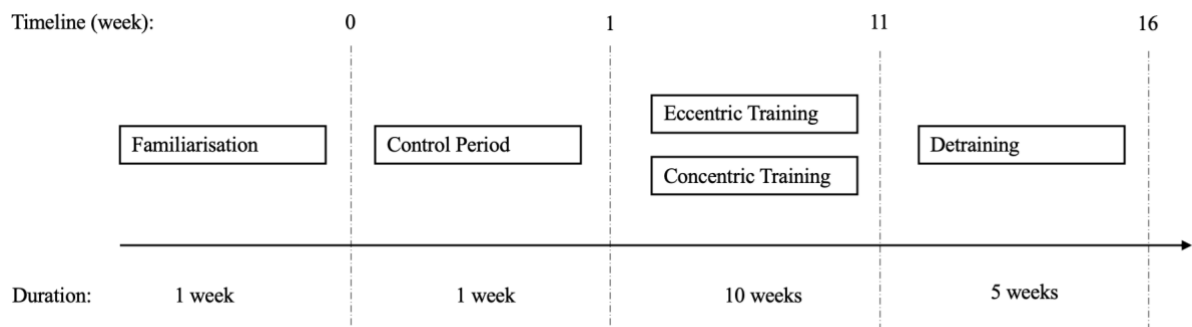 Timeline (week): 0 1 11 16
Eccentric Training
Familiarisation Control Period Detraining
Concentric Training
Duration: 1 week 1 week 10 weeks 5 weeks